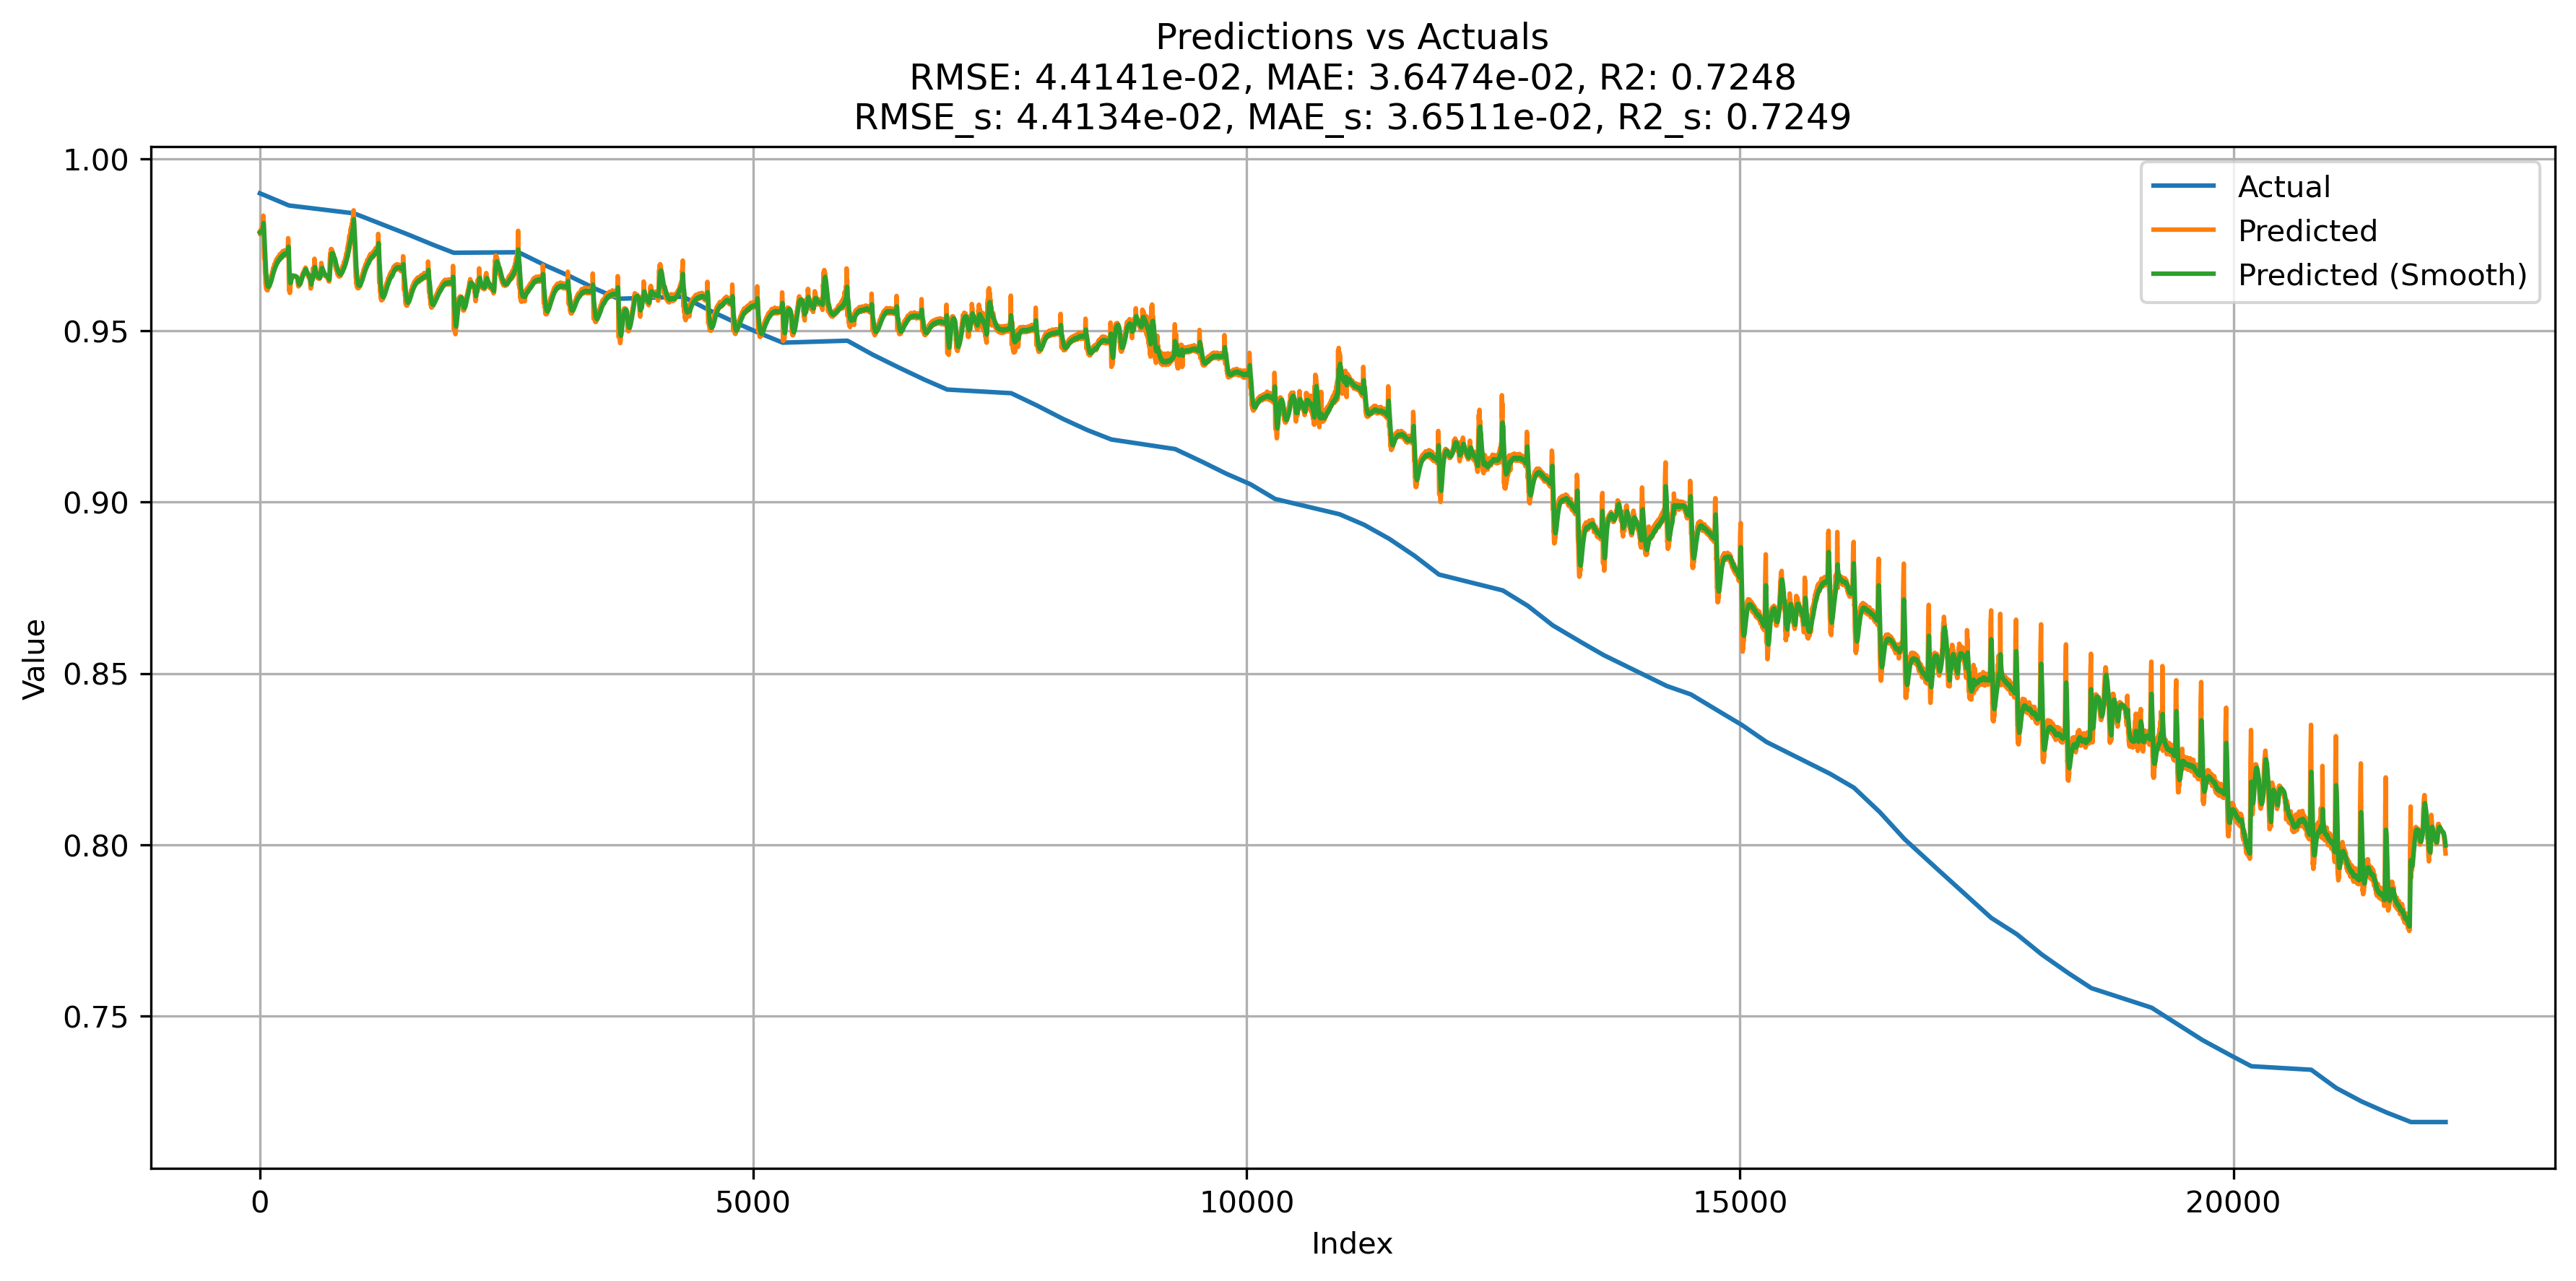 Predictions vs Actuals
RMSE: 4.4141e-02, MAE: 3.6474e-02, R2: 0.7248
RMSE_s: 4.4134e-02, MAE_s: 3.6511e-02, R2_s: 0.7249
1.00
0.95
0.90
0.85
0.80
0.75
Value
Actual
Predicted
Predicted (Smooth)
0
5000
10000
15000
20000
Index